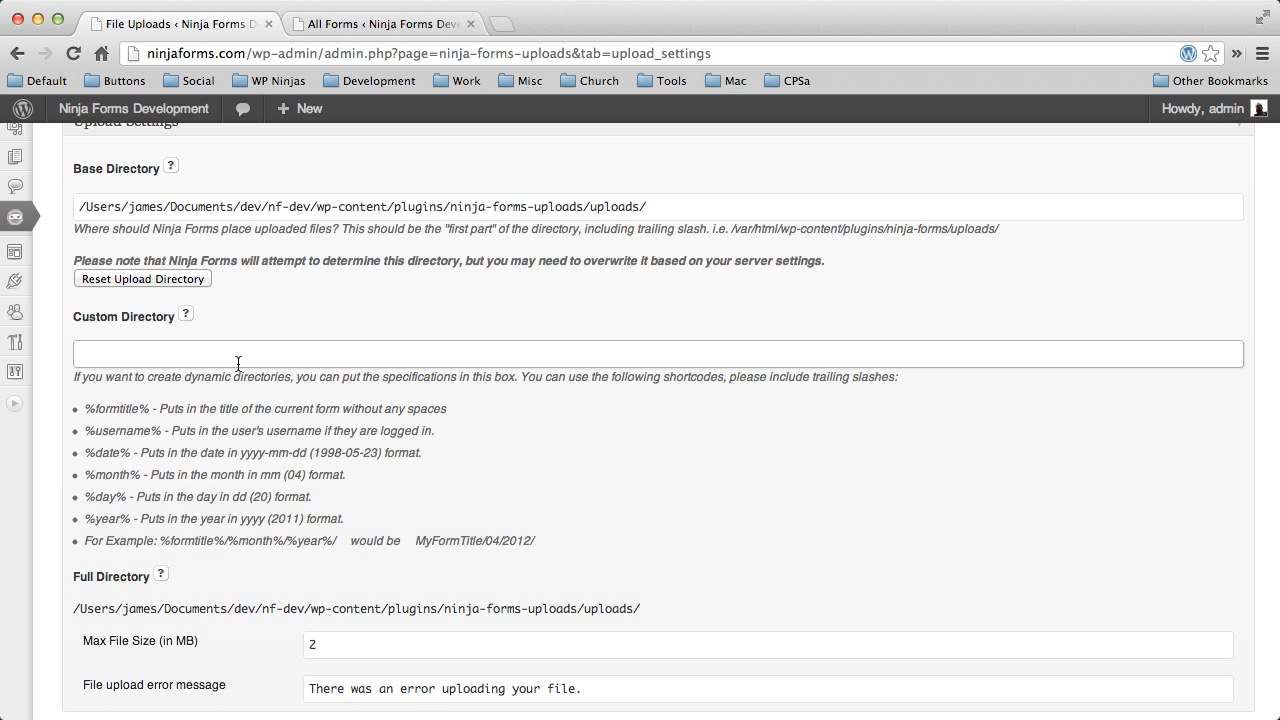 File Uploads ‹ Ninja Forms D
All Forms ‹ Ninja Forms Deve
ninjaforms.com/wp-admin/admin.php?page=ninja-forms-uploads&tab=upload_settings
Default Buttons Social WP Ninjas Development Work Misc Church Tools Mac CPSa Other Bookmarks
Ninja Forms Development + New Howdy, admin
Upload Settings
Base Directory ?
/Users/james/Documents/dev/nf-dev/wp-content/plugins/ninja-forms-uploads/uploads/
Where should Ninja Forms place uploaded files? This should be the "first part" of the directory, including trailing slash. i.e. /var/html/wp-content/plugins/ninja-forms/uploads/
Please note that Ninja Forms will attempt to determine this directory, but you may need to overwrite it based on your server settings.
Reset Upload Directory
Custom Directory ?
If you want to create dynamic directories, you can put the specifications in this box. You can use the following shortcodes, please include trailing slashes:
• %formtitle% - Puts in the title of the current form without any spaces
• %username% - Puts in the user's username if they are logged in.
• %date% - Puts in the date in yyyy-mm-dd (1998-05-23) format.
• %month% - Puts in the month in mm (04) format.
• %day% - Puts in the day in dd (20) format.
• %year% - Puts in the year in yyyy (2011) format.
• For Example: %formtitle%/%month%/%year%/ would be MyFormTitle/04/2012/
Full Directory ?
/Users/james/Documents/dev/nf-dev/wp-content/plugins/ninja-forms-uploads/uploads/
Max File Size (in MB) 2
File upload error message There was an error uploading your file.